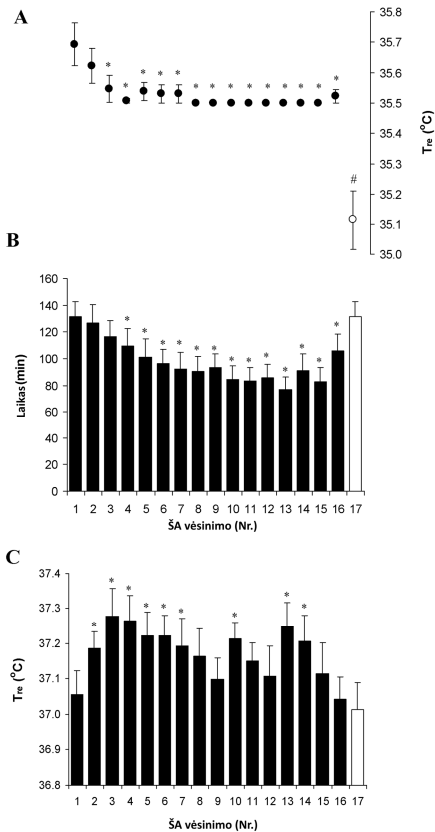 A
35.8
35.7
35.6
35.5
35.4
35.3
35.2
35.1
35.0
Tre (°C)
* * * * * * * * * * * * * *
#
B
160
140
120
100
80
60
40
20
0
Laikas(min)
* * * * * * * * * * * * *
1 2 3 4 5 6 7 8 9 10 11 12 13 14 15 16 17
ŠA vėsinimo (Nr.)
C
37.4
37.3
37.2
37.1
37.0
36.9
36.8
Tre (°C)
* * * * * * * * *
1 2 3 4 5 6 7 8 9 10 11 12 13 14 15 16 17
ŠA vėsinimo (Nr.)